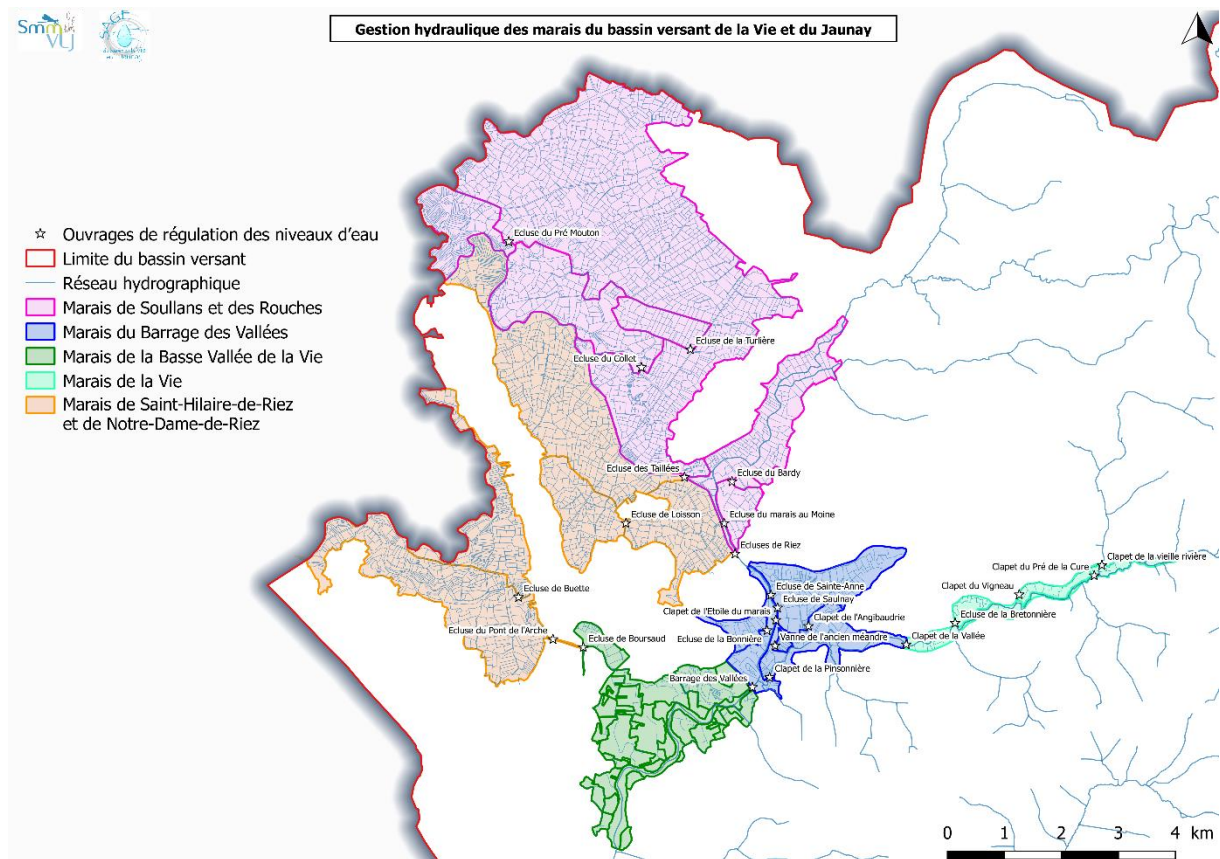 Smm
VLJ
SAGE
Gestion hydraulique des marais du bassin versant de la Vie et du Jaunay
Ouvrages de régulation des niveaux d'eau
Limite du bassin versant
Réseau hydrographique
Marais de Soullans et des Rouches
Marais du Barrage des Vallées
Marais de la Basse Vallée de la Vie
Marais de la Vie
Marais de Saint-Hilaire-de-Riez
et de Notre-Dame-de-Riez
Ecluse du Pré Mouton
Ecluse de la Turlière
Ecluse du Collet
Ecluse des Taillées
Ecluse du Bardy
Ecluse de Loisson
Ecluse du marais au Moine
Ecluses de Riez
Clapet de la vieille rivière
Clapet du Pré de la Cure
Clapet du Vigneau
Ecluse de Buette
Ecluse de Sainte-Anne
Ecluse de Saulnay
Clapet de l'Etoile du marais
Clapet de l'Angibaudrie
Ecluse de la Bretonnière
Ecluse du Pont de l'Arche
Ecluse de Boursaud
Ecluse de la Bonnière
Vanne de l'ancien méandre
Clapet de la Vallée
Clapet de la Pinsonnière
Barrage des Vallées
0 1 2 3 4 km